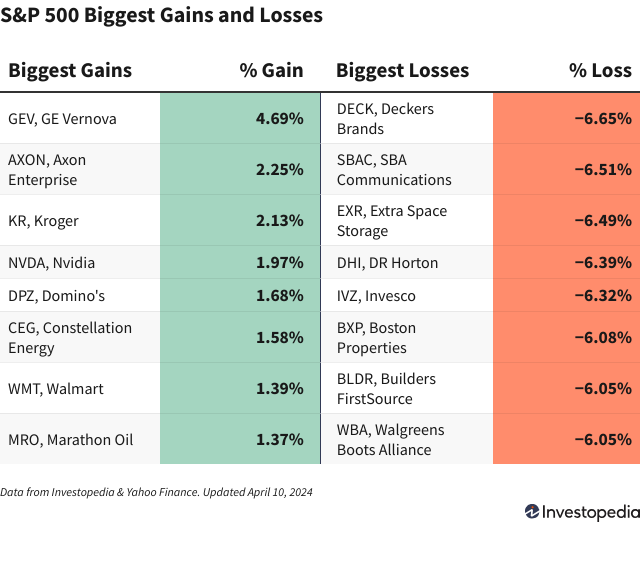 S&P 500 Biggest Gains and Losses
Biggest Gains % Gain Biggest Losses % Loss
GEV, GE Vernova 4.69% DECK, Deckers
Brands −6.65%
AXON, Axon
Enterprise 2.25% SBAC, SBA
Communications −6.51%
KR, Kroger 2.13% EXR, Extra Space
Storage −6.49%
NVDA, Nvidia 1.97% DHI, DR Horton −6.39%
DPZ, Domino's 1.68% IVZ, Invesco −6.32%
CEG, Constellation
Energy 1.58% BXP, Boston
Properties −6.08%
WMT, Walmart 1.39% BLDR, Builders
FirstSource −6.05%
MRO, Marathon Oil 1.37% WBA, Walgreens
Boots Alliance −6.05%
Data from Investopedia & Yahoo Finance. Updated April 10, 2024
Investopedia